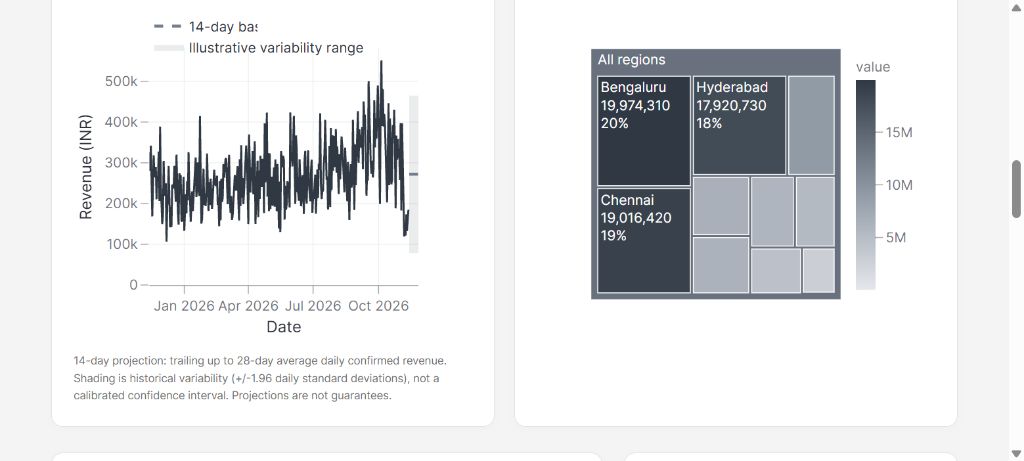 14-day bas
Illustrative variability range
500k
400k
300k
200k
100k
0
Revenue (INR)
Jan 2026 Apr 2026 Jul 2026 Oct 2026
Date
14-day projection: trailing up to 28-day average daily confirmed revenue.
Shading is historical variability (+/-1.96 daily standard deviations), not a
calibrated confidence interval. Projections are not guarantees.
All regions
Bengaluru
19,974,310
20%
Hyderabad
17,920,730
18%
Chennai
19,016,420
19%
value
15M
10M
5M